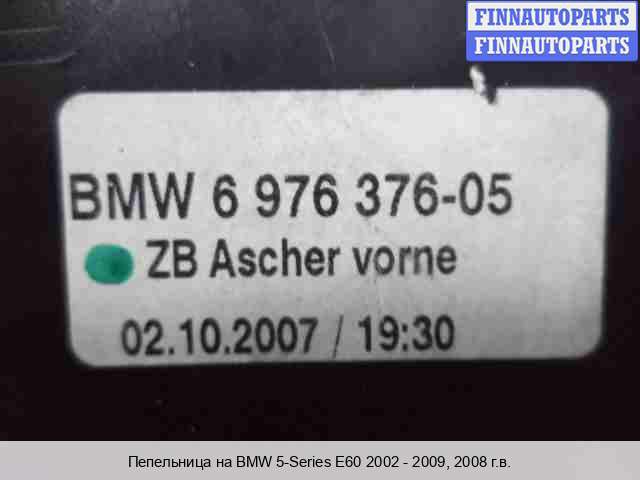 FINNAUTOPARTS
FINNAUTOPARTS
BMW 6 976 376-05
ZB Ascher vorne
02.10.2007 / 19:30
Пепельница на BMW 5-Series E60 2002 - 2009, 2008 г.в.